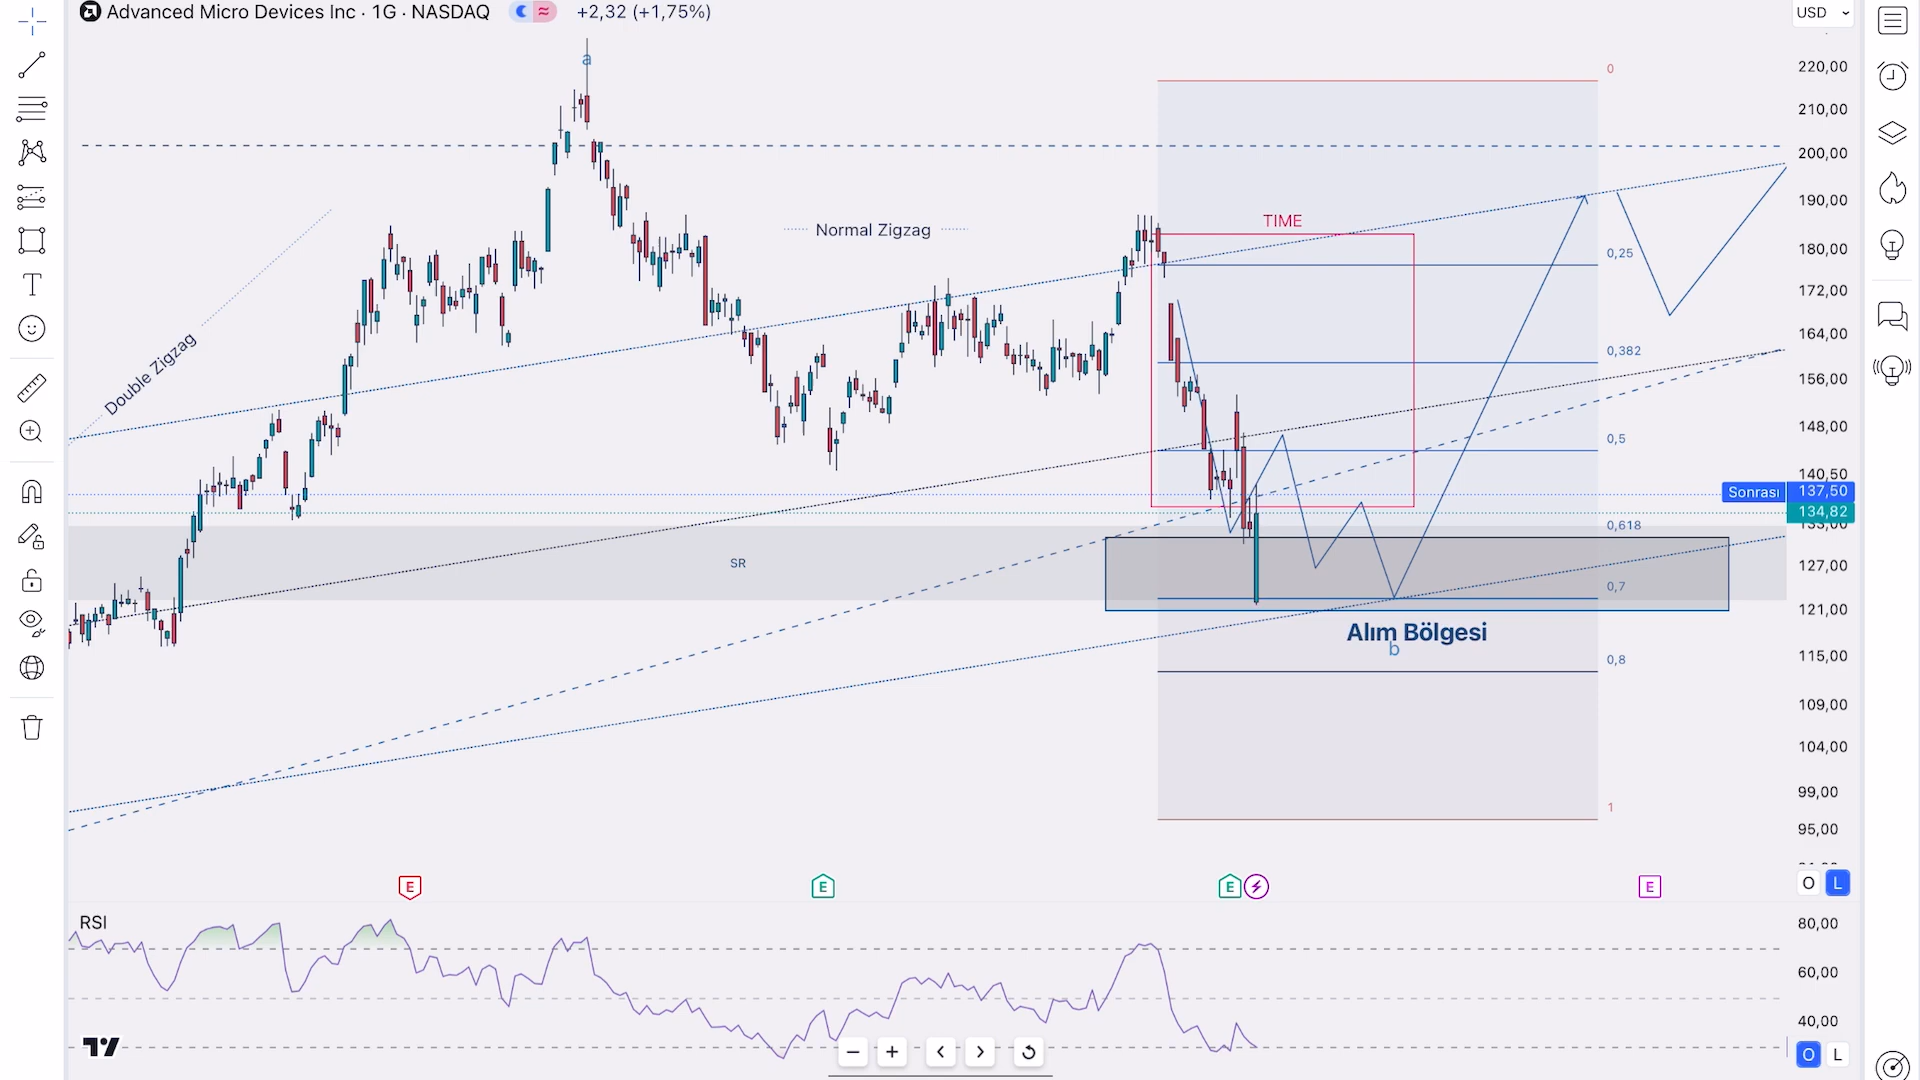 Advanced Micro Devices Inc · 1G · NASDAQ
+2,32 (+1,75%)
USD
a
220,00
210,00
200,00
190,00
180,00
172,00
164,00
156,00
148,00
140,50
Sonrası 137,50
134,82
127,00
121,00
115,00
109,00
104,00
99,00
95,00
0
TIME
Normal Zigzag
Double Zigzag
0,25
0,382
0,5
0,618
SR
0,7
Alım Bölgesi
b
0,8
1
E
E
E
E
O L
RSI
80,00
60,00
40,00
O L